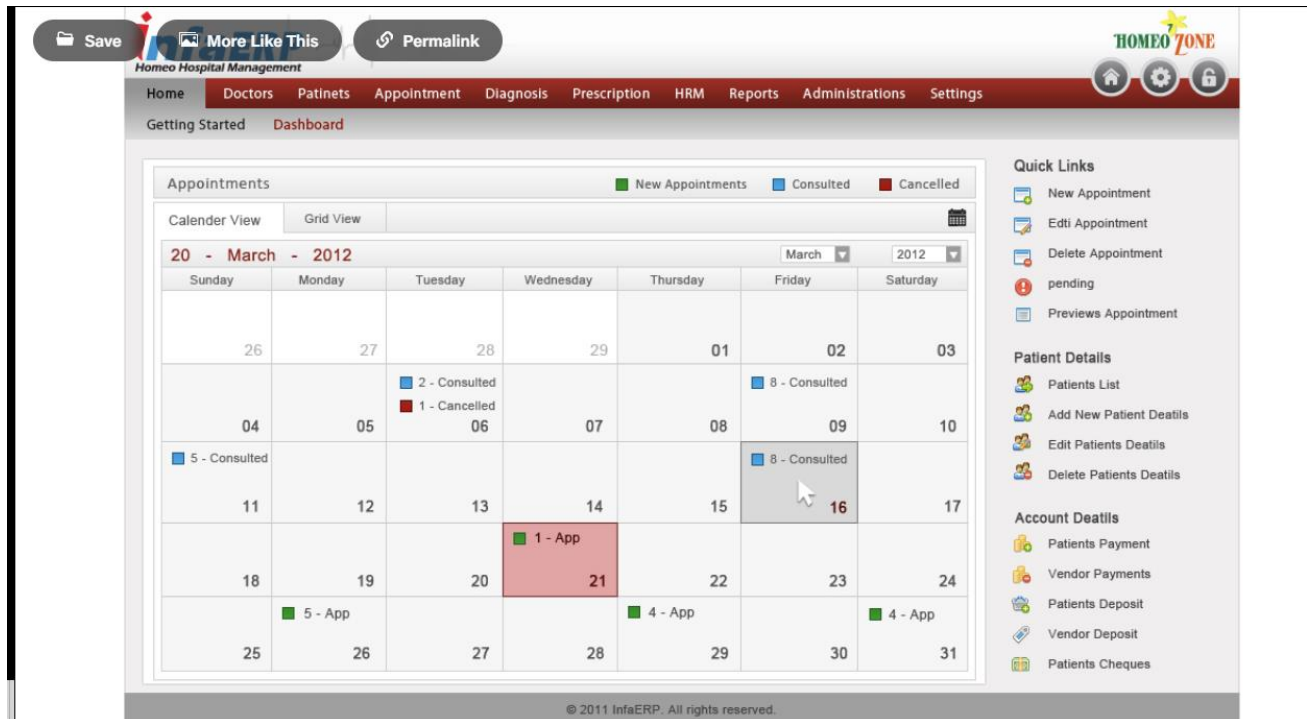 Save
More Like This
Permalink
InfaERP
Homeo Hospital Management
HOMEO ZONE
Home Doctors Patinets Appointment Diagnosis Prescription HRM Reports Administrations Settings
Getting Started Dashboard
Appointments
New Appointments Consulted Cancelled
Calender View Grid View
20 - March - 2012
March 2012
Sunday Monday Tuesday Wednesday Thursday Friday Saturday
26 27 28 29 01 02 03
2 - Consulted 8 - Consulted
1 - Cancelled
04 05 06 07 08 09 10
5 - Consulted 8 - Consulted
11 12 13 14 15 16 17
1 - App
18 19 20 21 22 23 24
5 - App 4 - App 4 - App
25 26 27 28 29 30 31
Quick Links
New Appointment
Edti Appointment
Delete Appointment
pending
Previews Appointment
Patient Details
Patients List
Add New Patient Deatils
Edit Patients Deatils
Delete Patients Deatils
Account Deatlls
Patients Payment
Vendor Payments
Patients Deposit
Vendor Deposit
Patients Cheques
© 2011 InfaERP. All rights reserved.